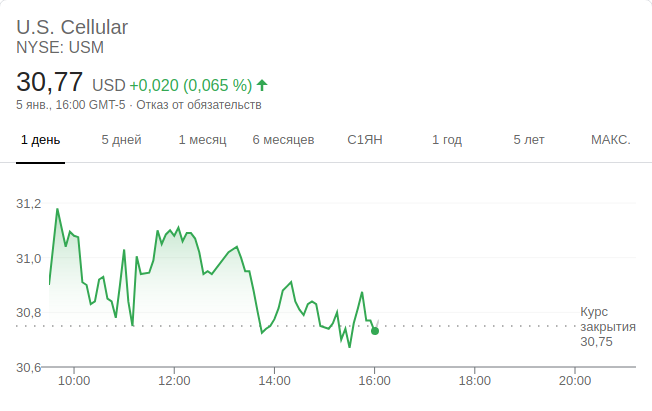 U.S. Cellular
NYSE: USM
30,77 USD +0,020 (0,065 %)
5 янв., 16:00 GMT-5 · Отказ от обязательств
1 день 5 дней 1 месяц 6 месяцев С1ЯН 1 год 5 лет МАКС.
31,2
31,0
30,8
Курс
закрытия
30,75
30,6
10:00 12:00 14:00 16:00 18:00 20:00